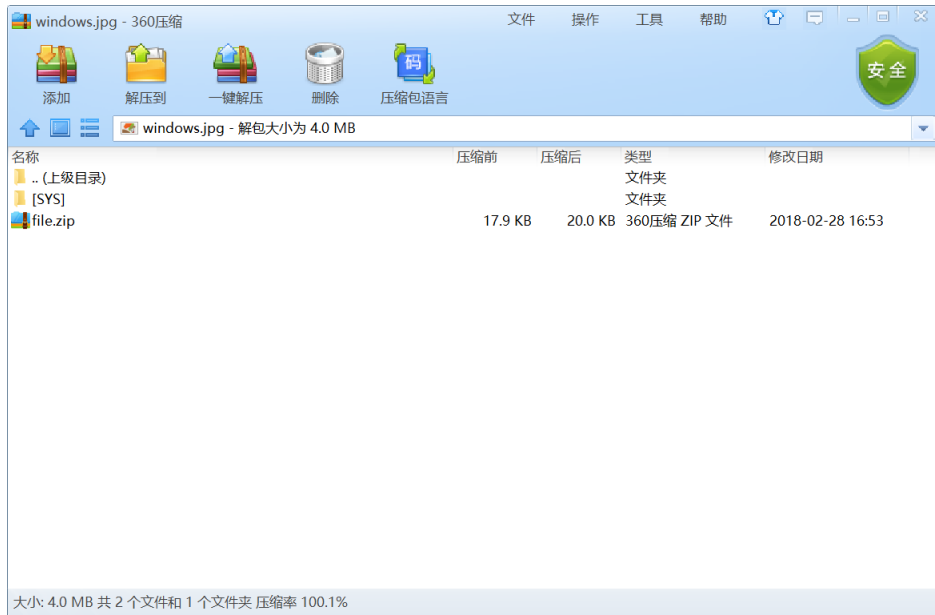 windows.jpg - 360压缩 文件 操作 工具 帮助
添加 解压到 一键解压 删除 码 压缩包语言 安全
windows.jpg - 解包大小为 4.0 MB
名称 压缩前 压缩后 类型 修改日期
.. (上级目录) 文件夹
[SYS] 文件夹
file.zip 17.9 KB 20.0 KB 360压缩 ZIP 文件 2018-02-28 16:53
大小: 4.0 MB 共 2 个文件和 1 个文件夹 压缩率 100.1%